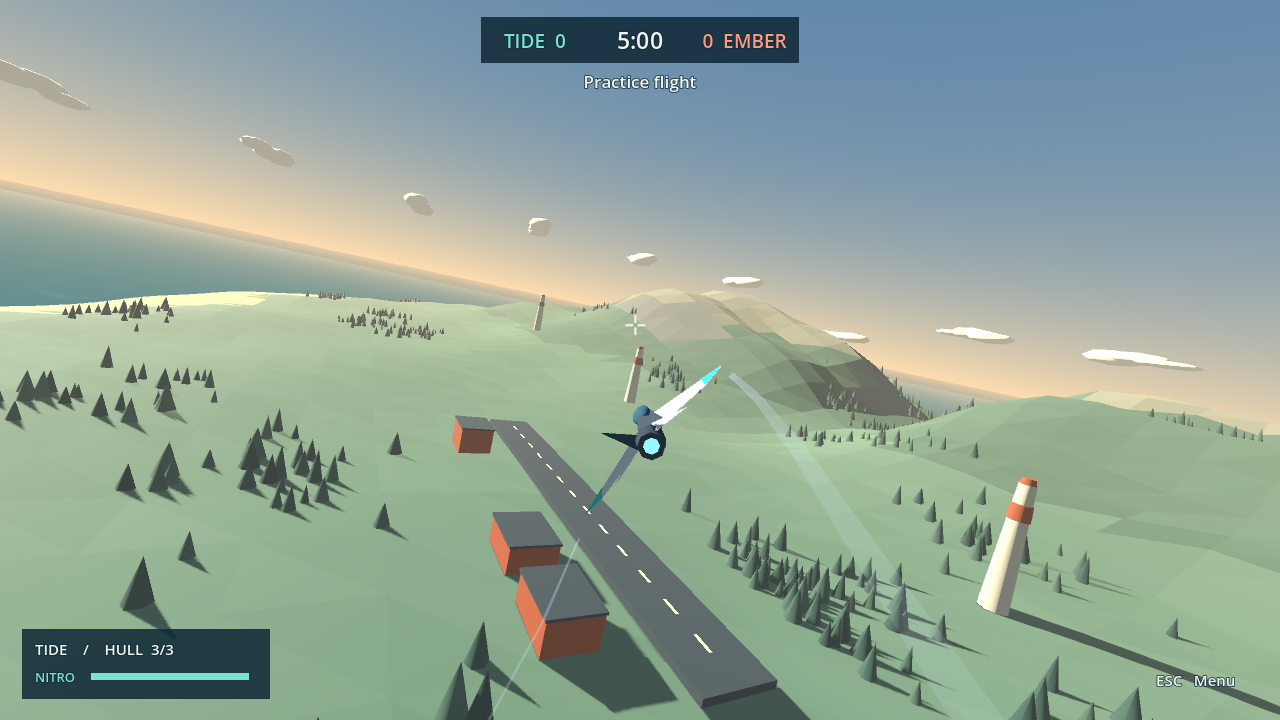 TIDE 0 5:00 0 EMBER
Practice flight
TIDE / HULL 3/3
NITRO
ESC Menu